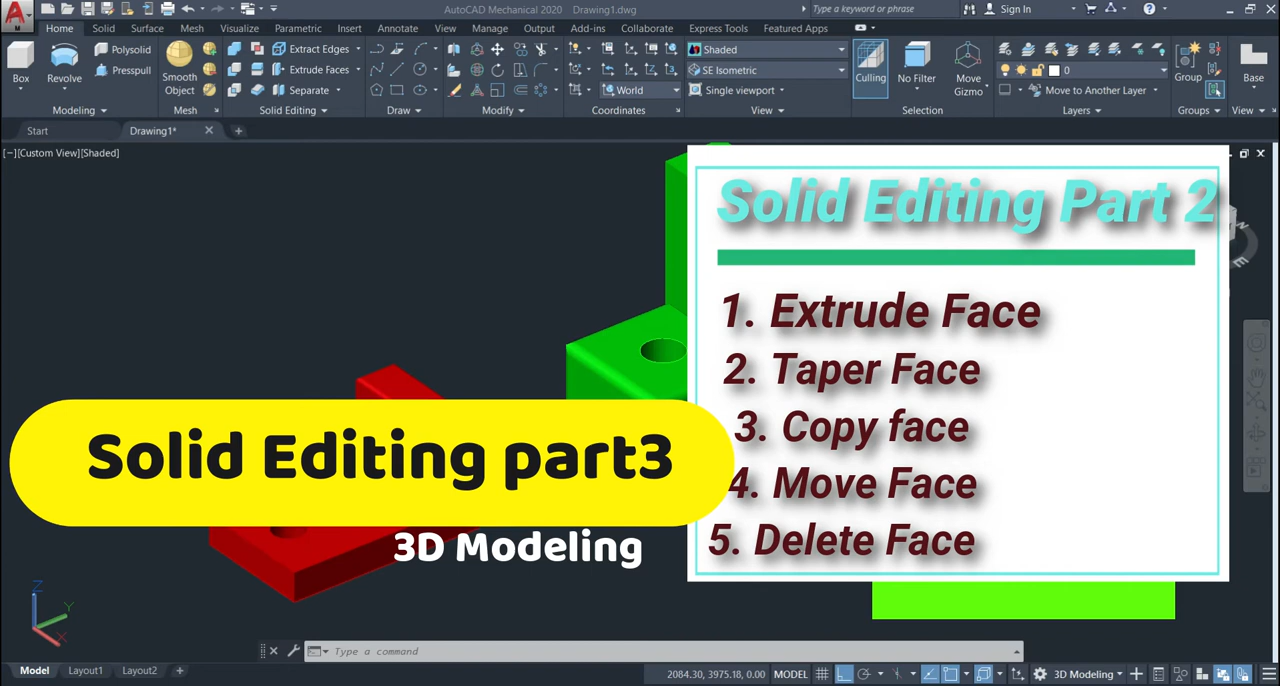 AutoCAD Mechanical 2020 Drawing1.dwg
Type a keyword or phrase
Sign In
Home Solid Surface Mesh Visualize Parametric Insert Annotate View Manage Output Add-ins Collaborate Express Tools Featured Apps
Box
Revolve
Polysolid
Presspull
Modeling
Smooth
Object
Mesh
Extract Edges
Extrude Faces
Separate
Solid Editing
Draw
Modify
World
Coordinates
Shaded
SE Isometric
Single viewport
View
Culling
No Filter
Move
Gizmo
Selection
0
Move to Another Layer
Layers
Group
Groups
Base
View
Start
Drawing1*
[−][Custom View][Shaded]
Solid Editing Part 2
1. Extrude Face
2. Taper Face
3. Copy face
4. Move Face
5. Delete Face
Solid Editing part3
3D Modeling
Z
Y
X
N
E
Type a command
Model Layout1 Layout2
2084.30, 3975.18, 0.00 MODEL
3D Modeling